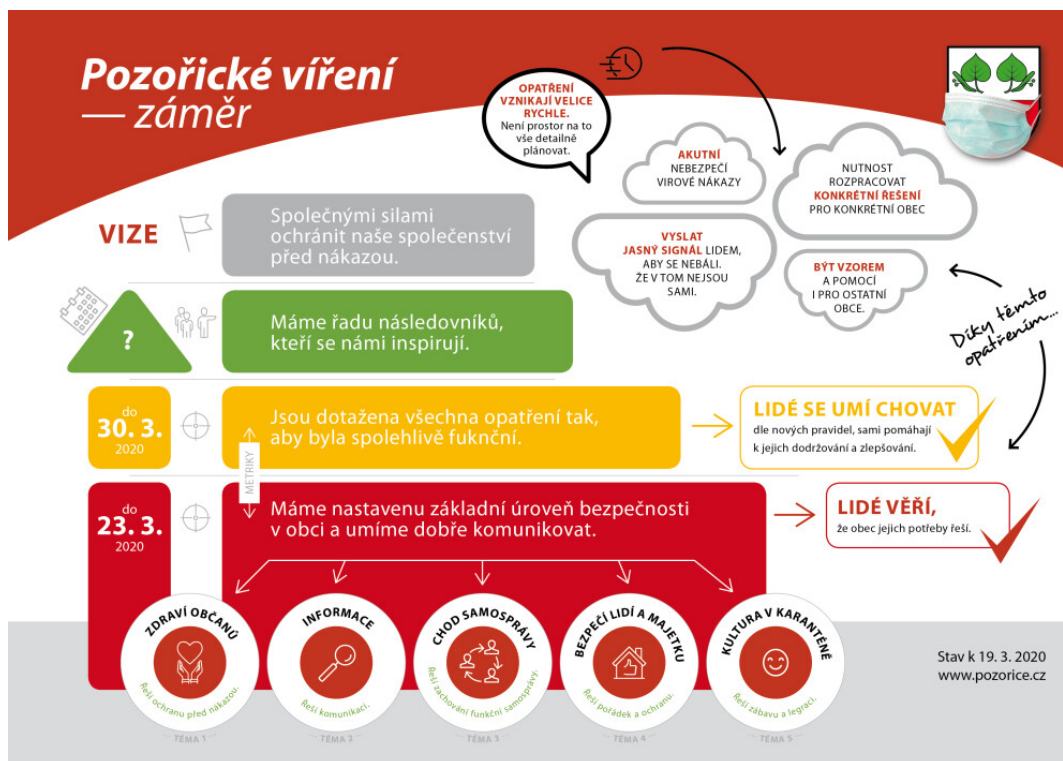 Pozořické víření
— záměr
OPATŘENÍ
VZNIKAJÍ VELICE
RYCHLE.
Není prostor na to
vše detailně
plánovat.
AKUTNÍ
NEBEZPEČÍ
VIROVÉ NÁKAZY
NUTNOST
ROZPRACOVAT
KONKRÉTNÍ ŘEŠENÍ
PRO KONKRÉTNÍ OBEC
VYSLAT
JASNÝ SIGNÁL LIDEM,
ABY SE NEBÁLI.
ŽE V TOM NEJSOU
SAMI.
BÝT VZOREM
A POMOCÍ
I PRO OSTATNÍ
OBCE.
Díky těmto
opatřením...
VIZE
Společnými silami
ochránit naše společenství
před nákazou.
?
Máme řadu následovníků,
kteří se námi inspirují.
do
30. 3.
2020
Jsou dotažena všechna opatření tak,
aby byla spolehlivě fuknční.
LIDÉ SE UMÍ CHOVAT
dle nových pravidel, sami pomáhají
k jejich dodržování a zlepšování.
METRIKY
do
23. 3.
2020
Máme nastavenu základní úroveň bezpečnosti
v obci a umíme dobře komunikovat.
LIDÉ VĚŘÍ,
že obec jejich potřeby řeší.
ZDRAVÍ OBČANŮ
Řeší ochranu před nákazou.
TÉMA 1
INFORMACE
Řeší komunikaci.
TÉMA 2
CHOD SAMOSPRÁVY
Řeší zachování funkční samosprávy.
TÉMA 3
BEZPEČÍ LIDÍ A MAJETKU
Řeší pořádek a ochranu.
TÉMA 4
KULTURA V KARANTÉNĚ
Řeší zábavu a legraci.
TÉMA 5
Stav k 19. 3. 2020
www.pozorice.cz